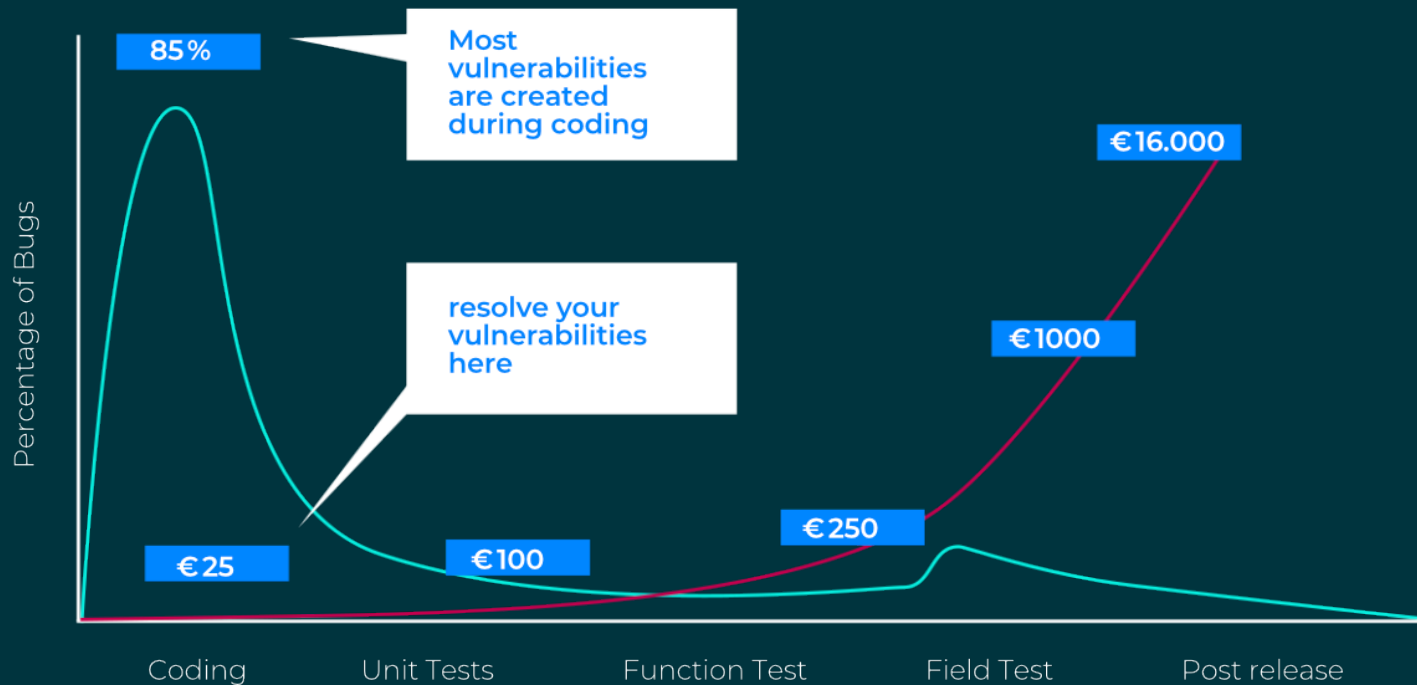 85%
Most
vulnerabilities
are created
during coding
€16.000
resolve your
vulnerabilities
here
€1000
€250
€100
€25
Percentage of Bugs
Coding
Unit Tests
Function Test
Field Test
Post release